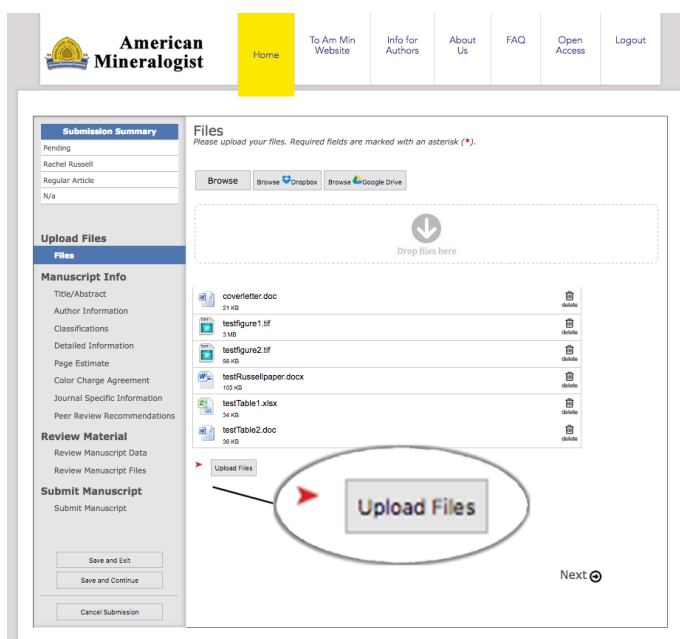 American
Mineralogist
Home
To Am Min
Website
Info for
Authors
About
Us
FAQ
Open
Access
Logout
Submission Summary
Pending
Rachel Russell
Regular Article
N/a
Upload Files
Files
Manuscript Info
Title/Abstract
Author Information
Classifications
Detailed Information
Page Estimate
Color Charge Agreement
Journal Specific Information
Peer Review Recommendations
Review Material
Review Manuscript Data
Review Manuscript Files
Submit Manuscript
Submit Manuscript
Save and Exit
Save and Continue
Cancel Submission
Files
Please upload your files. Required fields are marked with an asterisk (*).
Browse
Browse Dropbox
Browse Google Drive
Drop files here
coverletter.doc
21 KB
delete
testfigure1.tif
3 MB
delete
testfigure2.tif
98 KB
delete
testRussellpaper.docx
103 KB
delete
testTable1.xlsx
34 KB
delete
testTable2.doc
36 KB
delete
Upload Files
Upload Files
Next